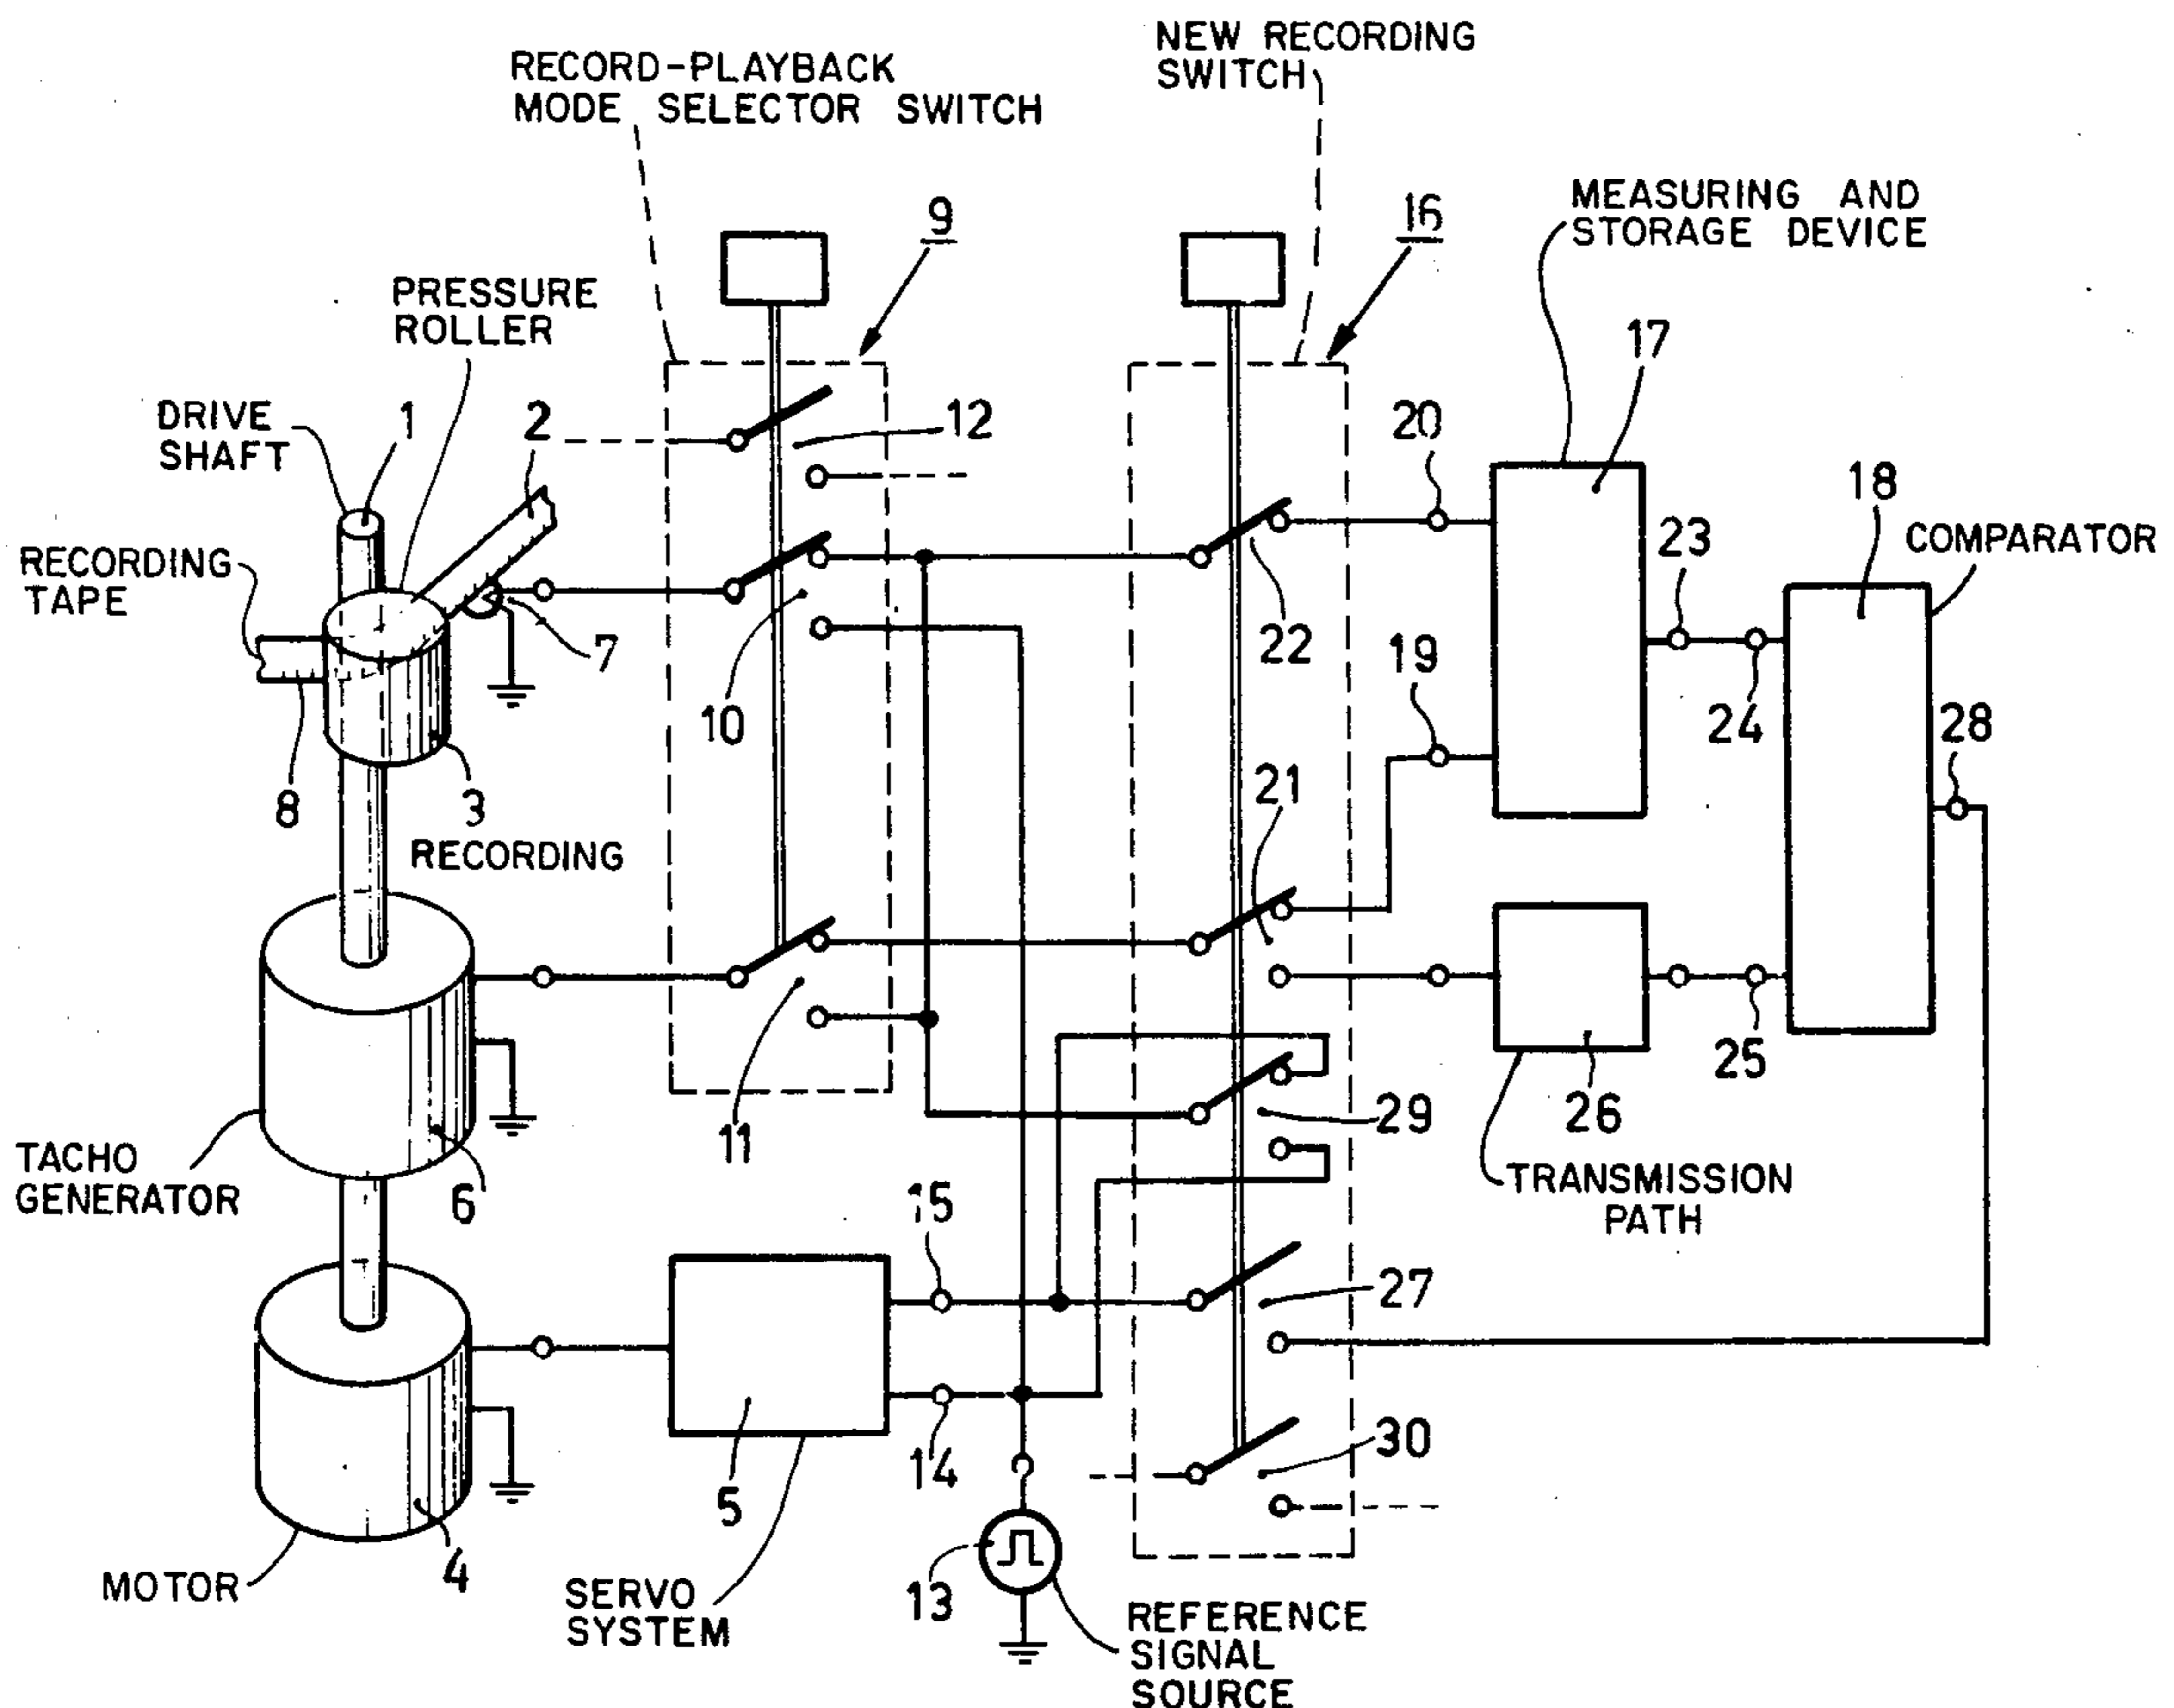 NEW RECORDING
SWITCH
RECORD-PLAYBACK
MODE SELECTOR SWITCH
MEASURING AND
STORAGE DEVICE
9
16
PRESSURE
ROLLER
17
DRIVE
SHAFT
1
2
12
20
18
COMPARATOR
RECORDING
TAPE
23
7
22
19
10
24
28
8
3
21
RECORDING
25
11
29
26
TACHO
GENERATOR
6
15
TRANSMISSION
PATH
27
5
14
30
4
13
MOTOR
SERVO
SYSTEM
REFERENCE
SIGNAL
SOURCE